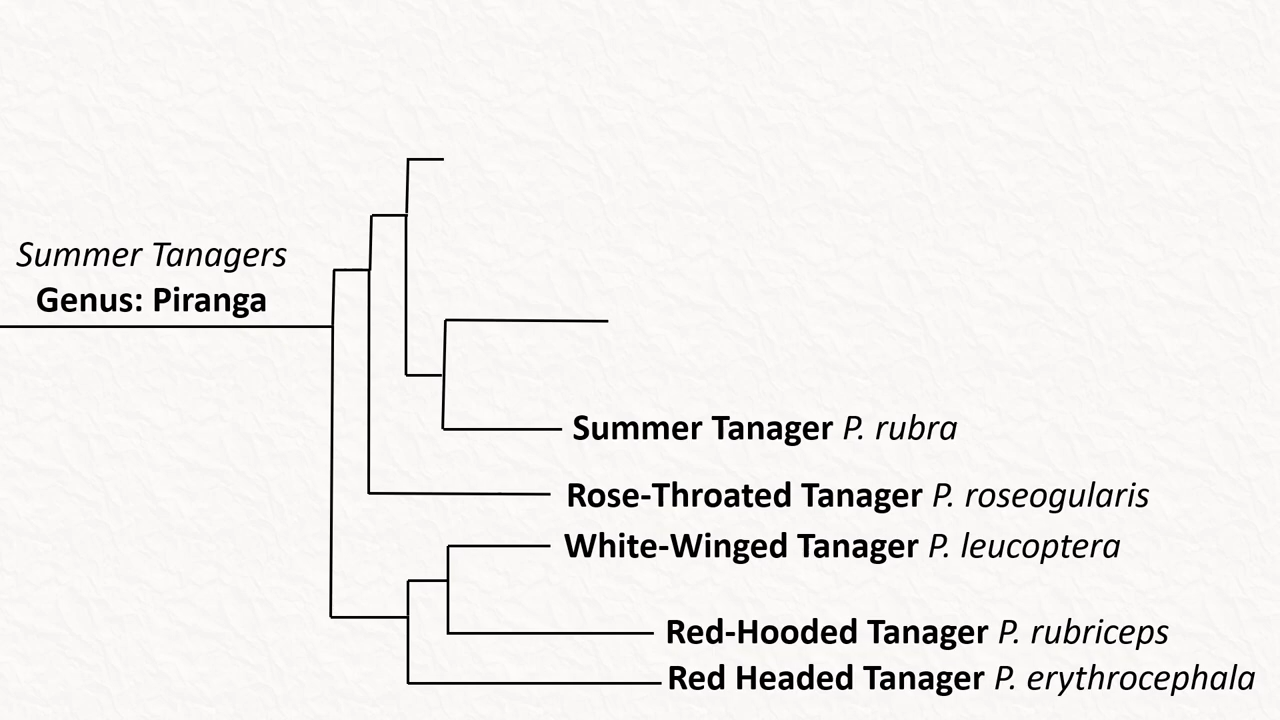 Summer Tanagers
Genus: Piranga
Summer Tanager P. rubra
Rose-Throated Tanager P. roseogularis
White-Winged Tanager P. leucoptera
Red-Hooded Tanager P. rubriceps
Red Headed Tanager P. erythrocephala